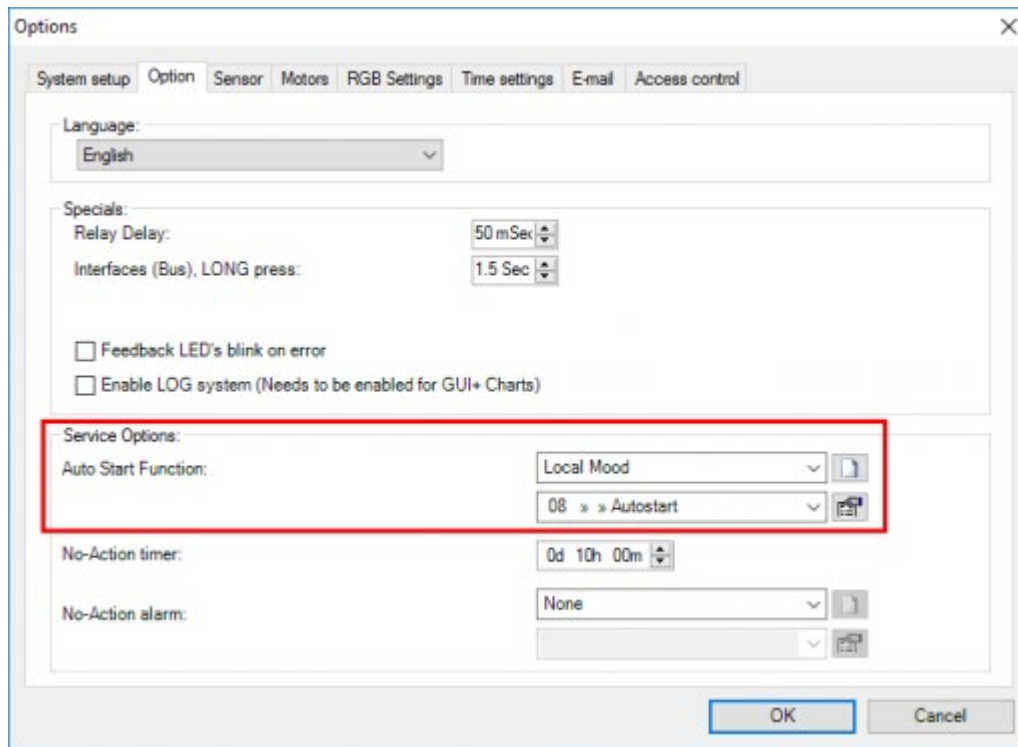 Options
System setup Option Sensor Motors RGB Settings Time settings E-mail Access control
Language:
English
Specials:
Relay Delay: 50 mSec
Interfaces (Bus), LONG press: 1.5 Sec
Feedback LED's blink on error
Enable LOG system (Needs to be enabled for GUI+ Charts)
Service Options:
Auto Start Function: Local Mood
08 » » Autostart
No-Action timer: 0d 10h 00m
No-Action alarm: None
OK Cancel